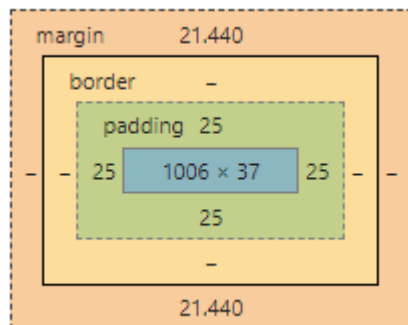 margin 21.440
border –
padding 25
– – 25 1006 × 37 25 – –
25
–
21.440